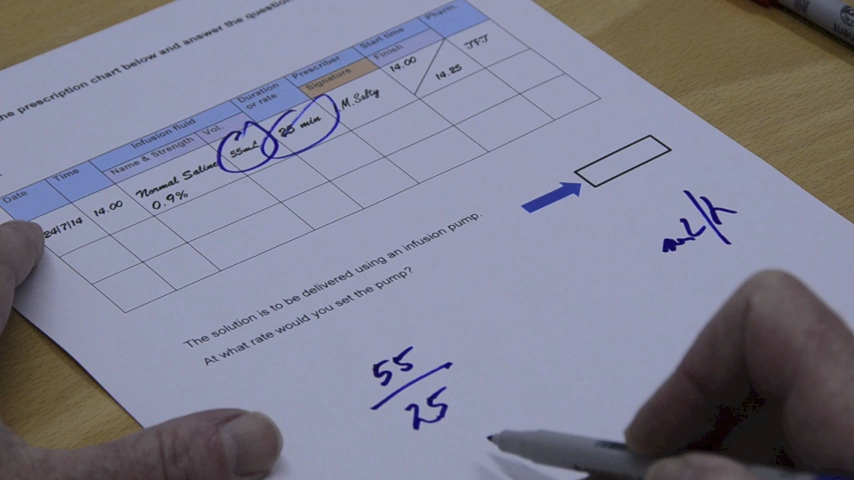 he prescription chart below and answer the question
Date Time Infusion fluid Duration or rate Prescriber Start time Pharm.
Name & Strength Vol. Signature Finish
24/7/14 14.00 Normal Saline 0.9% 55mL 25 min M.Salty 14.00 14.25 TFT
The solution is to be delivered using an infusion pump.
At what rate would you set the pump?
mL/h
55
25